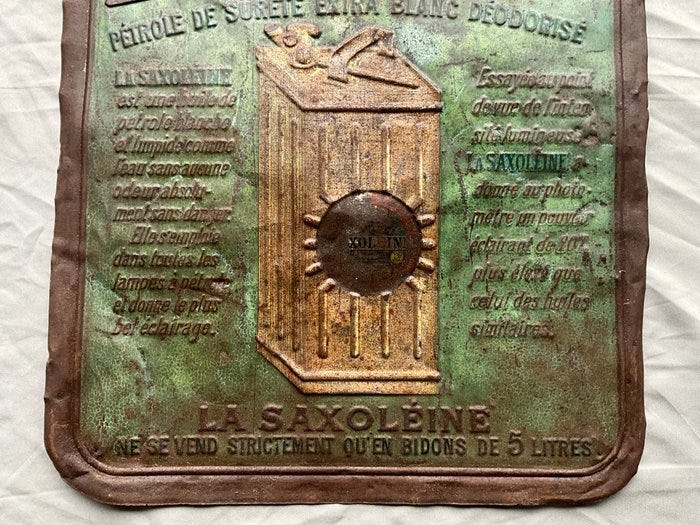 PÉTROLE DE SÛRETÉ EXTRA BLANC DÉODORISÉ
LA SAXOLÉINE
est une huile de
pétrole blanche
et limpide comme
l'eau sans aucune
odeur absolu-
ment sans danger.
Elle s'emploie
dans toutes les
lampes à pétrole
et donne le plus
bel éclairage.
XOLÉIN
Essayée au point
de vue de l'inten-
sité lumineuse
LA SAXOLÉINE a
donné au photo-
mètre un pouvoir
éclairant de
plus élevé que
celui des huiles
similaires.
LA SAXOLÉINE
NE SE VEND STRICTEMENT QU'EN BIDONS DE 5 LITRES.